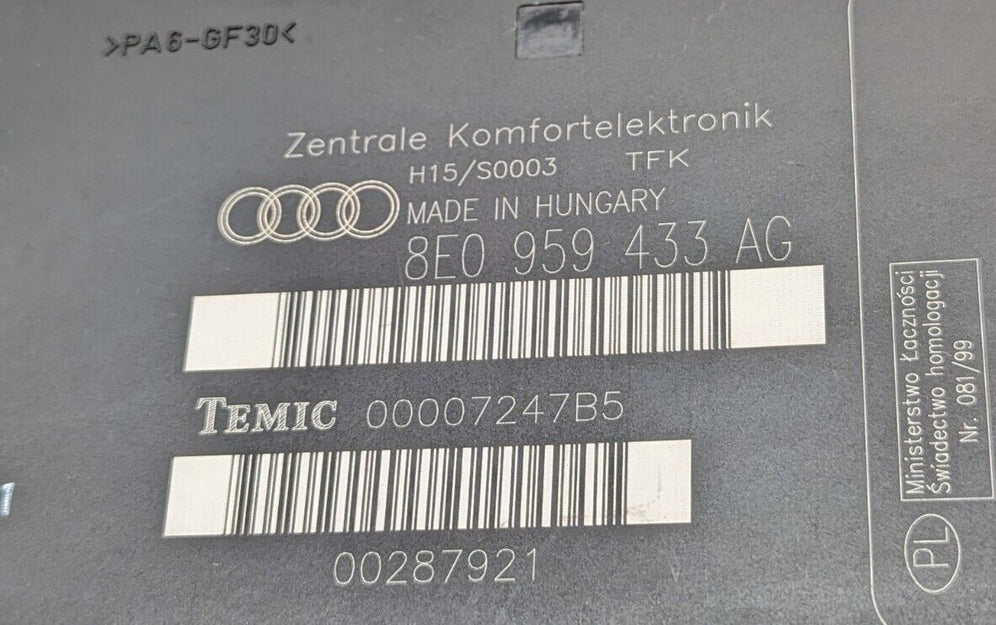 >PA6-GF30<
Zentrale Komfortelektronik
H15/S0003 TFK
MADE IN HUNGARY
8E0 959 433 AG
TEMIC 00007247B5
00287921
Ministerstwo Łączności
Świadectwo homologacji
Nr. 081/99
PL